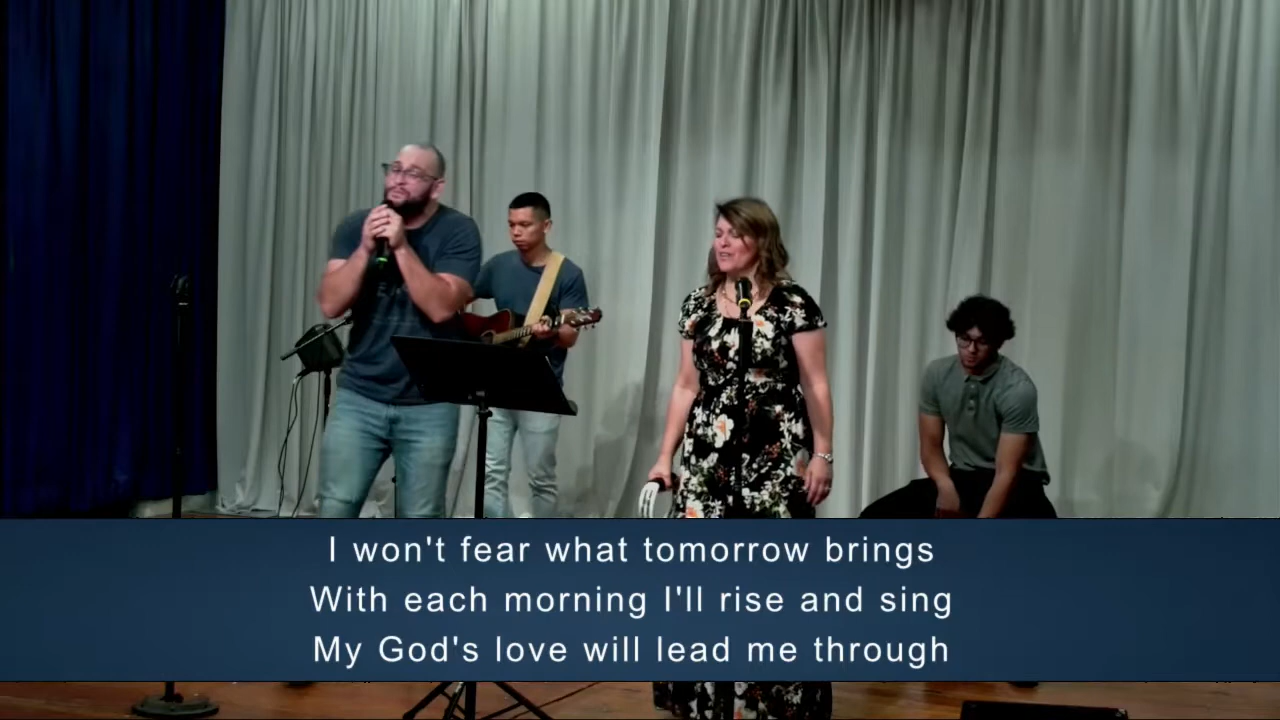 I won't fear what tomorrow brings
With each morning I'll rise and sing
My God's love will lead me through